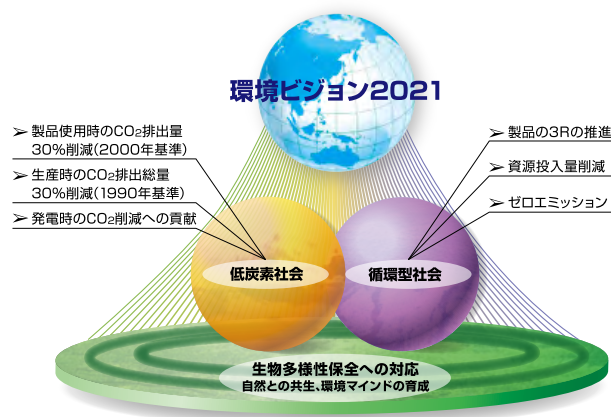 環境ビジョン2021
➢ 製品使用時のCO₂排出量
30%削減(2000年基準)
➢ 生産時のCO₂排出総量
30%削減(1990年基準)
➢ 発電時のCO₂削減への貢献
➢ 製品の3Rの推進
➢ 資源投入量削減
➢ ゼロエミッション
低炭素社会
循環型社会
生物多様性保全への対応
自然との共生、環境マインドの育成